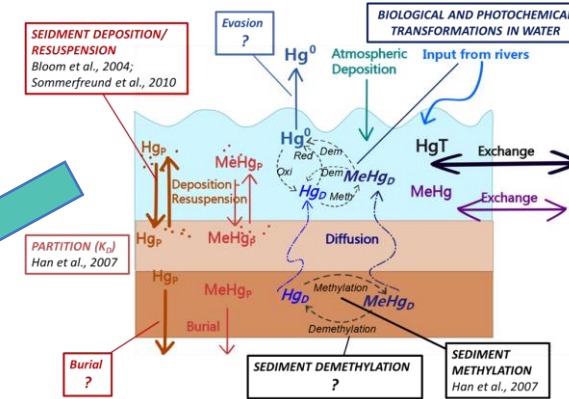 SEIDMENT DEPOSITION/
RESUSPENSION
Bloom et al., 2004;
Sommerfreund et al., 2010
Evasion
?
BIOLOGICAL AND PHOTOCHEMICAL
TRANSFORMATIONS IN WATER
Atmospheric
Deposition
Input from rivers
Hg0
Hg0
HgP
MeHgP
Oxi
Red
Dem
Dem
Meth
HgD
MeHgD
HgT
Exchange
MeHg
Exchange
Deposition
Resuspension
PARTITION (KD)
Han et al., 2007
HgP
MeHgP
Diffusion
HgP
MeHgP
Burial
HgD
Methylation
MeHgD
Demethylation
Burial
?
SEDIMENT DEMETHYLATION
?
SEDIMENT
METHYLATION
Han et al., 2007